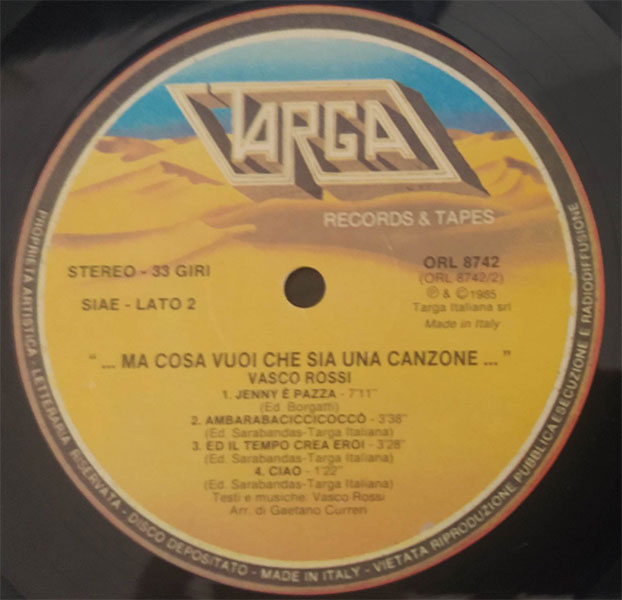 TARGA
RECORDS & TAPES
STEREO - 33 GIRI
SIAE - LATO 2
ORL 8742
(ORL 8742/2)
℗ & © 1985
Targa Italiana srl
Made in Italy
"... MA COSA VUOI CHE SIA UNA CANZONE ..."
VASCO ROSSI
1. JENNY È PAZZA - 7'11"
(Ed. Borgatti)
2. AMBARABACICCICOCCÒ - 3'38"
(Ed. Sarabandas-Targa Italiana)
3. ED IL TEMPO CREA EROI - 3'28"
(Ed. Sarabandas-Targa Italiana)
4. CIAO - 1'22"
(Ed. Sarabandas-Targa Italiana)
Testi e musiche: Vasco Rossi
Arr. di Gaetano Curreri
PROPRIETÀ ARTISTICA - LETTERARIA RISERVATA - DISCO DEPOSITATO - MADE IN ITALY - VIETATA RIPRODUZIONE PUBBLICA ESECUZIONE E RADIODIFFUSIONE